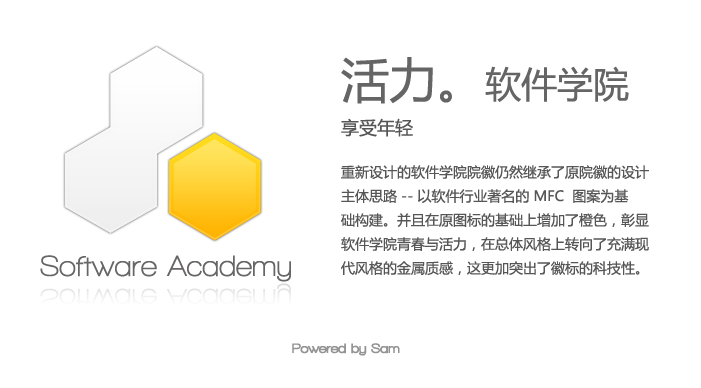 活力。软件学院
享受年轻
重新设计的软件学院院徽仍然继承了原院徽的设计
主体思路 -- 以软件行业著名的 MFC 图案为基
础构建。并且在原图标的基础上增加了橙色，彰显
软件学院青春与活力，在总体风格上转向了充满现
代风格的金属质感，这更加突出了徽标的科技性。
Software Academy
Powered by Sam